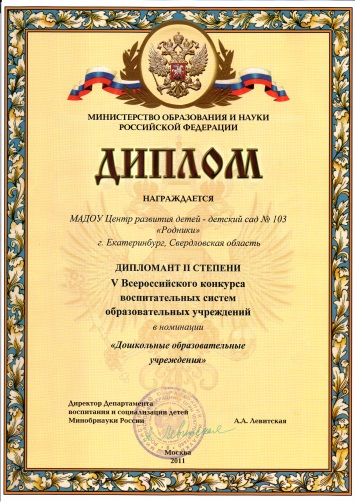 МИНИСТЕРСТВО ОБРАЗОВАНИЯ И НАУКИ
РОССИЙСКОЙ ФЕДЕРАЦИИ
ДИПЛОМ
НАГРАЖДАЕТСЯ
МАДОУ Центр развития детей - детский сад № 103
«Родники»
г. Екатеринбург, Свердловская область
ДИПЛОМАНТ II СТЕПЕНИ
V Всероссийского конкурса
воспитательных систем
образовательных учреждений
в номинации
«Дошкольные образовательные
учреждения»
Директор Департамента
воспитания и социализации детей
Минобрнауки России
А.А. Левитская
Москва
2011